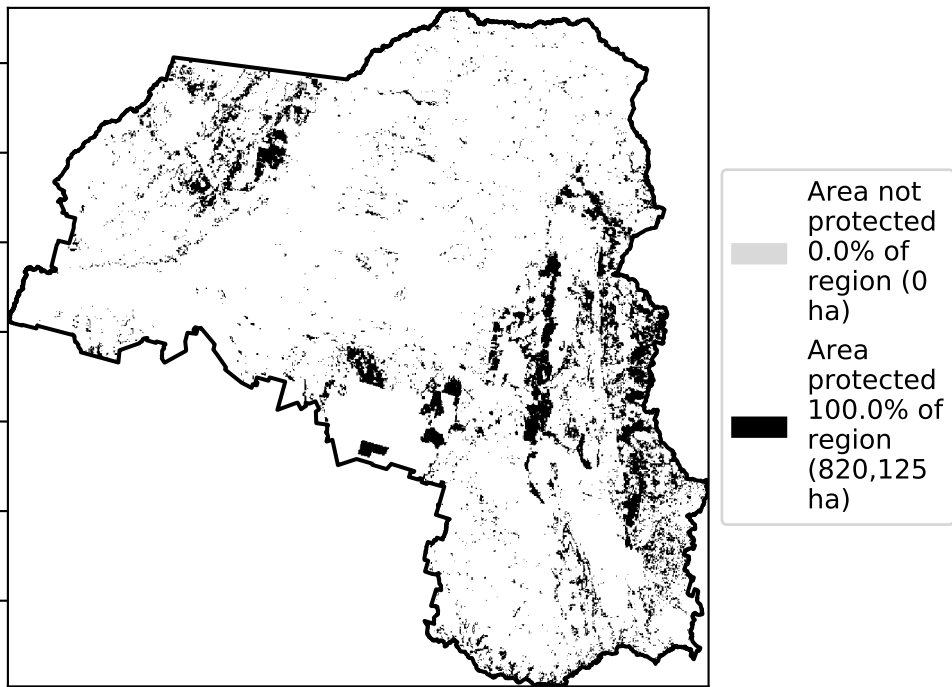 Area not
protected
0.0% of
region (0
ha)
Area
protected
100.0% of
region
(820,125
ha)